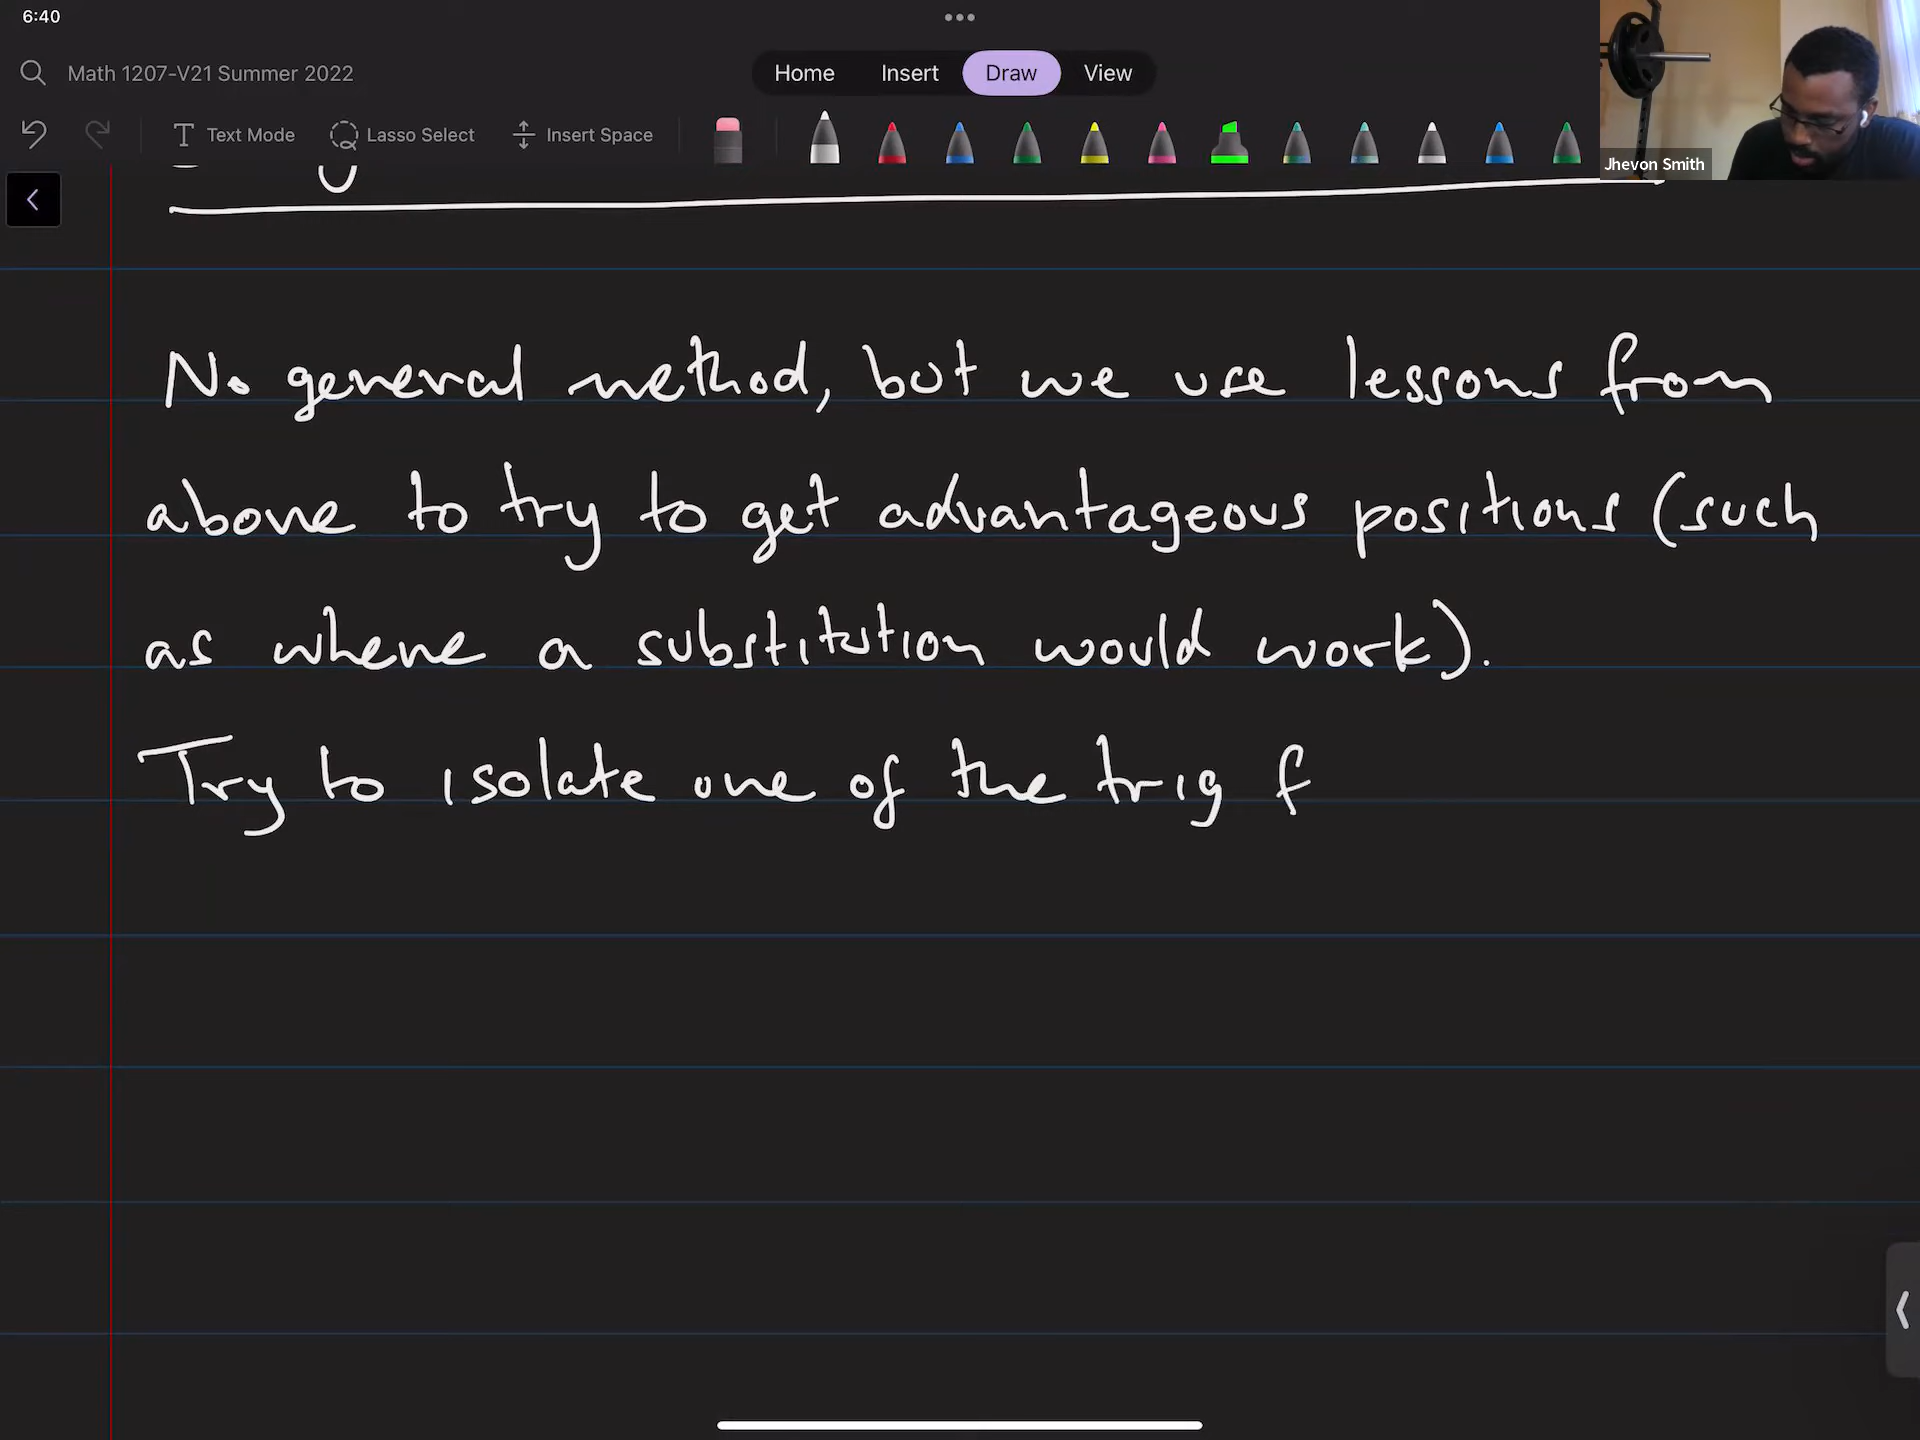 6:40
Math 1207-V21 Summer 2022
Home Insert Draw View
Text Mode Lasso Select Insert Space
Jhevon Smith
No general method, but we use lessons from
above to try to get advantageous positions (such
as where a substitution would work).
Try to isolate one of the trig f